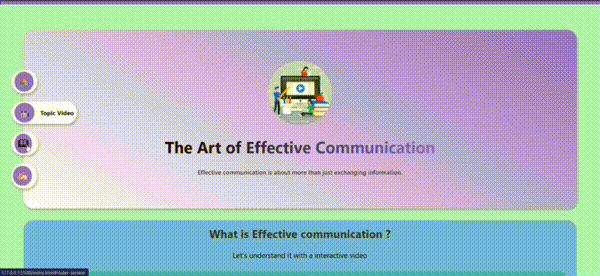 Topic Video
The Art of Effective Communication
Effective communication is about more than just exchanging information.
What is Effective communication ?
Let's understand it with a interactive video